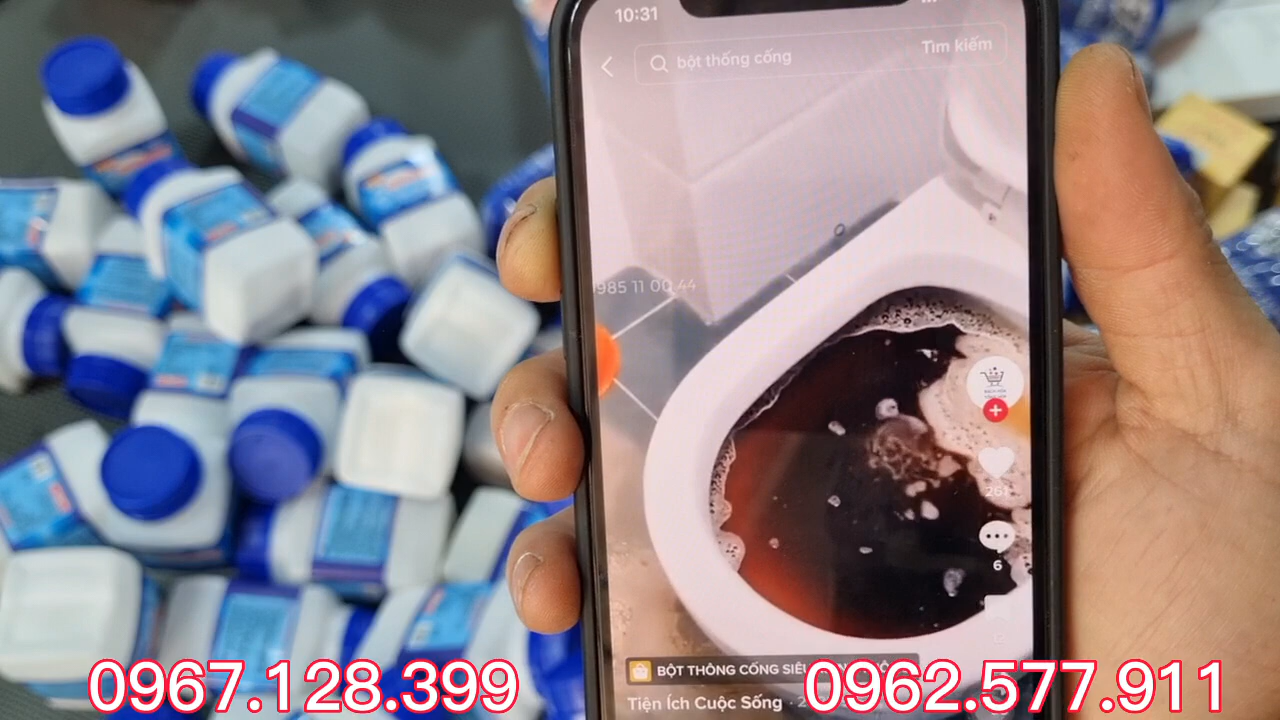 10:31
bột thống cống
Tìm kiếm
985 11 00 44
261
6
BỘT THÔNG CỐNG SIÊU
Tiện Ích Cuộc Sống
0967.128.399
0962.577.911